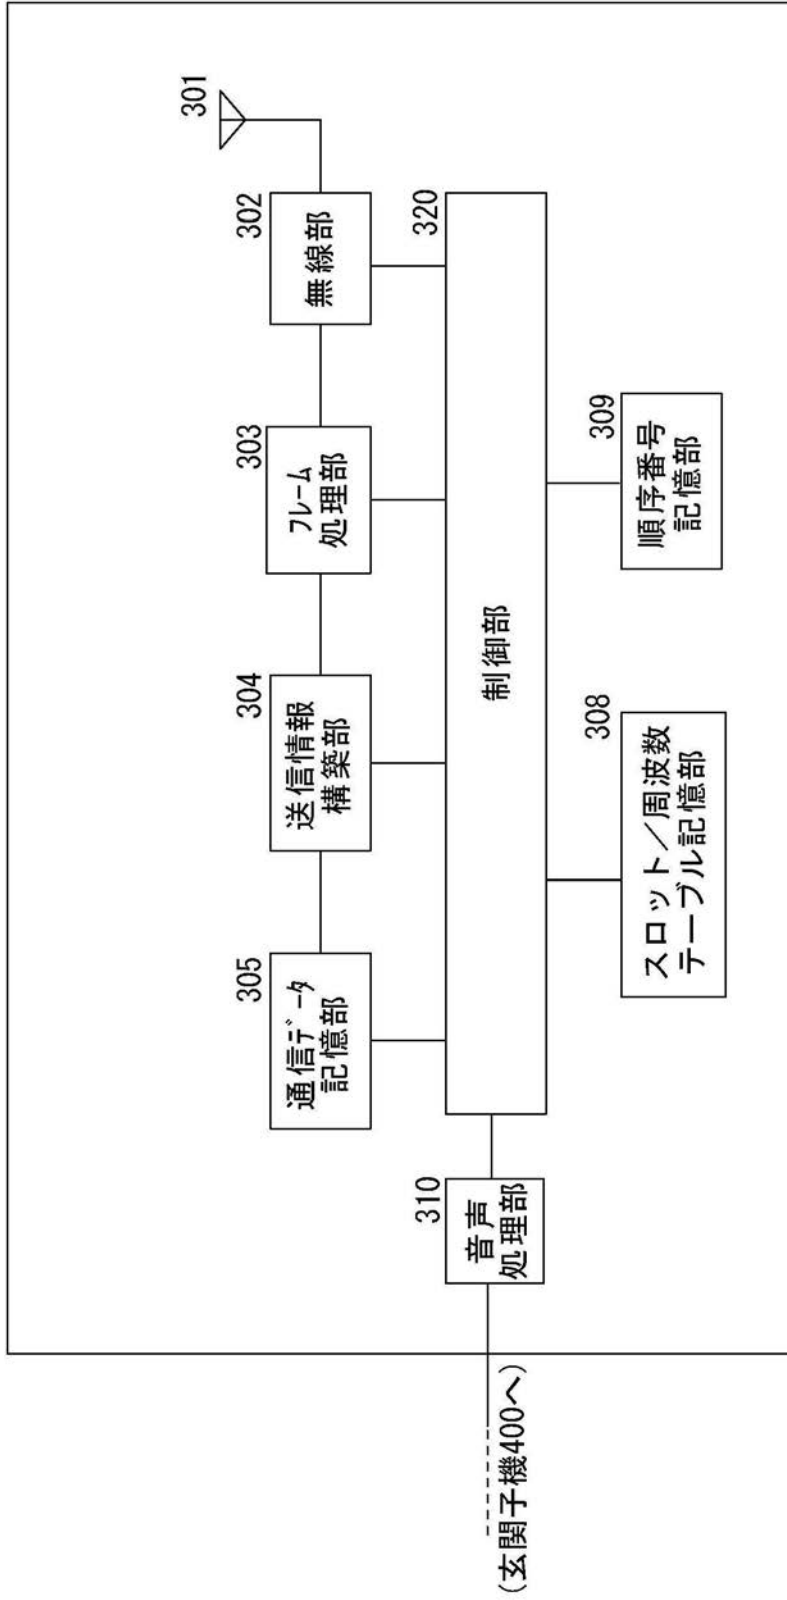 305
通信データ
記憶部
304
送信情報
構築部
303
フレーム
処理部
302
無線部
301
310
音声
処理部
320
制御部
(玄関子機400へ)
308
スロット／周波数
テーブル記憶部
309
順序番号
記憶部